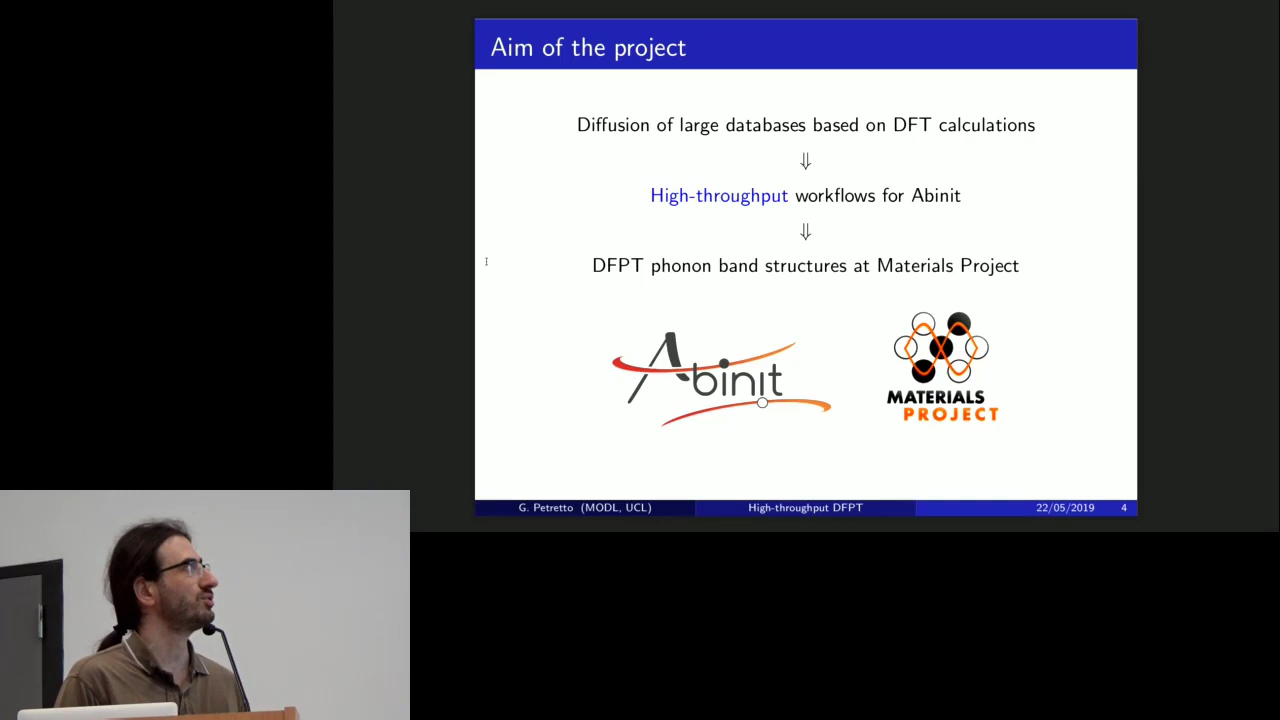 Aim of the project
Diffusion of large databases based on DFT calculations
⇓
High-throughput workflows for Abinit
⇓
DFPT phonon band structures at Materials Project
Abinit
MATERIALS
PROJECT
G. Petretto (MODL, UCL) High-throughput DFPT 22/05/2019 4